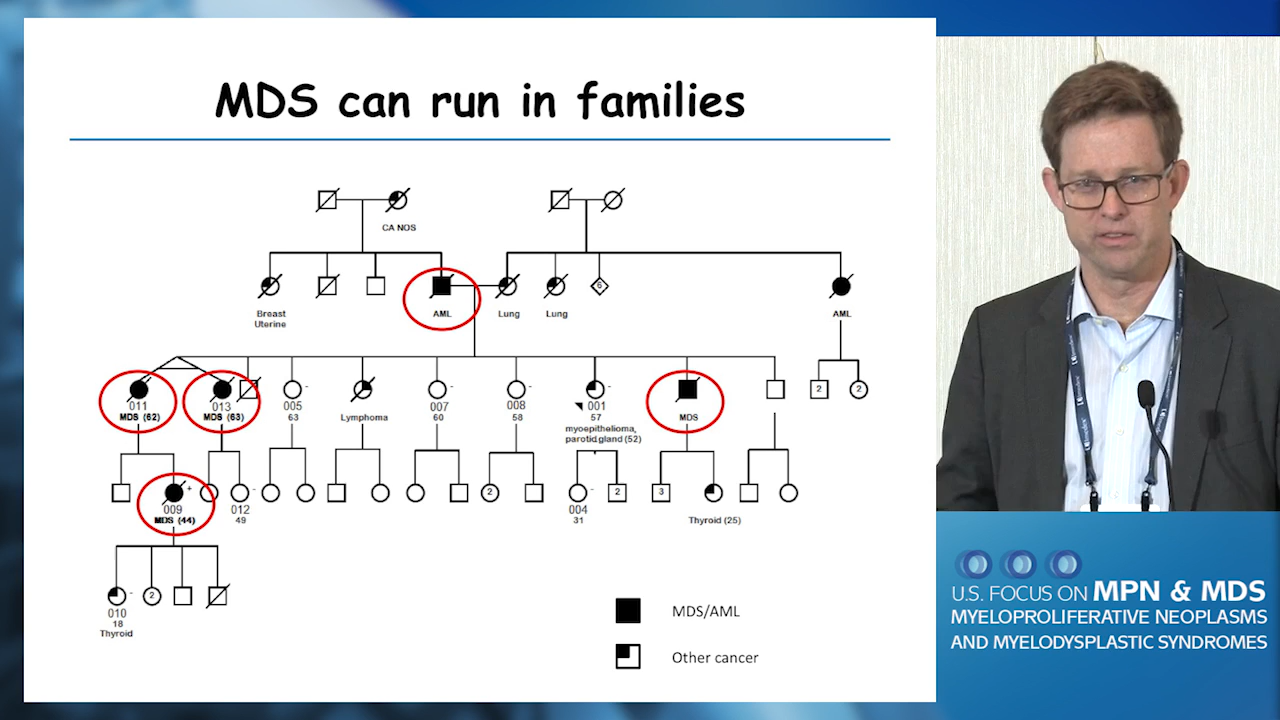 MDS can run in families
CA NOS
6
Breast
Uterine
AML
Lung
Lung
AML
011
MDS (62)
013
MDS (63)
005
63
Lymphoma
007
60
008
58
001
57
myoepithelioma,
parotid gland (52)
MDS
2
2
009
MDS (44)
012
49
2
004
31
2
3
Thyroid (25)
010
18
Thyroid
2
MDS/AML
Other cancer
U.S. FOCUS ON MPN & MDS
MYELOPROLIFERATIVE NEOPLASMS
AND MYELODYSPLASTIC SYNDROMES